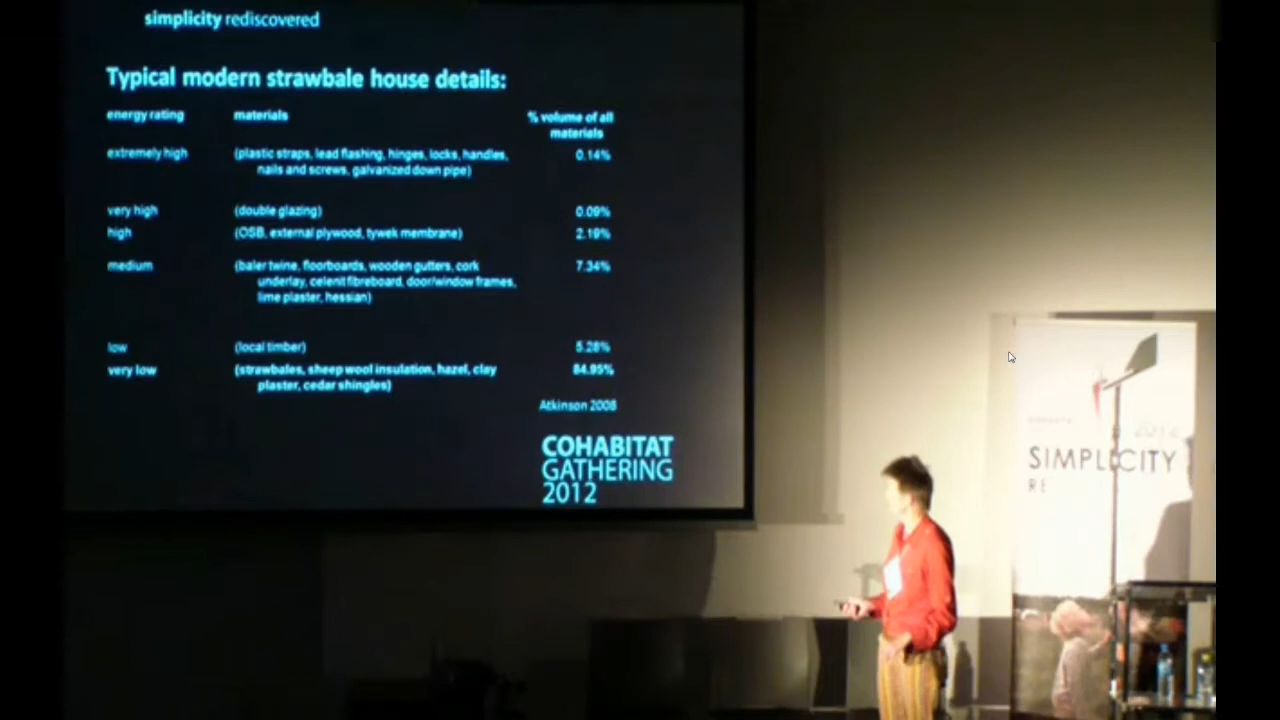 simplicity rediscovered
Typical modern strawbale house details:
energy rating materials % volume of all
materials
extremely high (plastic straps, lead flashing, hinges, locks, handles, 0.14%
nails and screws, galvanized down pipe)
very high (double glazing) 0.09%
high (OSB, external plywood, tywek membrane) 2.19%
medium (baler twine, floorboards, wooden gutters, cork 7.34%
underlay, celenit fibreboard, door/window frames,
lime plaster, hessian)
low (local timber) 5.28%
very low (strawbales, sheep wool insulation, hazel, clay 84.95%
plaster, cedar shingles)
Atkinson 2008
COHABITAT
GATHERING
2012
2012
SIMPLICITY
RE